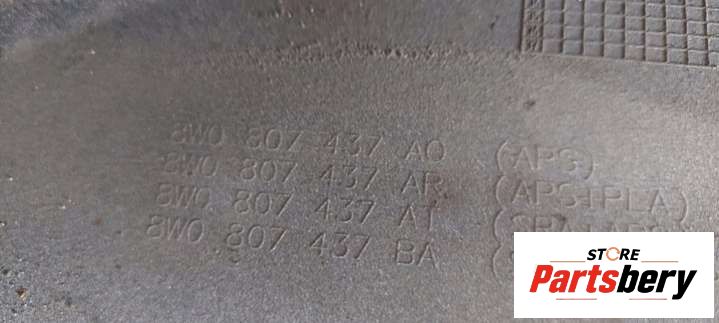 8W0 807 437 AQ (APS)
8W0 807 437 AR (APS+PLA)
8W0 807 437 AT
8W0 807 437 BA
STORE
Partsbery